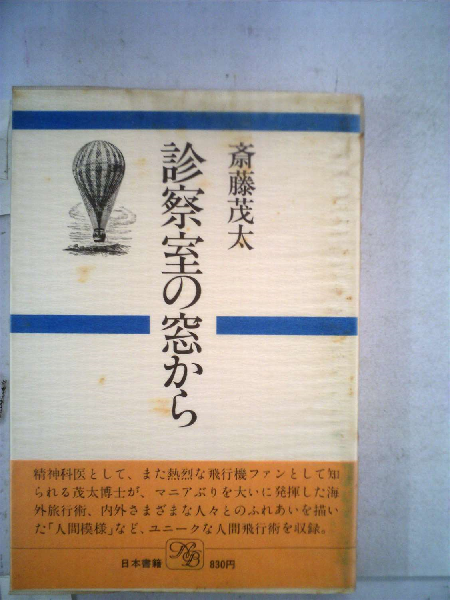 斎藤茂太
診察室の窓から
精神科医として、また熱烈な飛行機ファンとして知
られる茂太博士が、マニアぶりを大いに発揮した海
外旅行術、内外さまざまな人々とのふれあいを描い
た「人間模様」など、ユニークな人間飛行術を収録。
日本書籍 830円